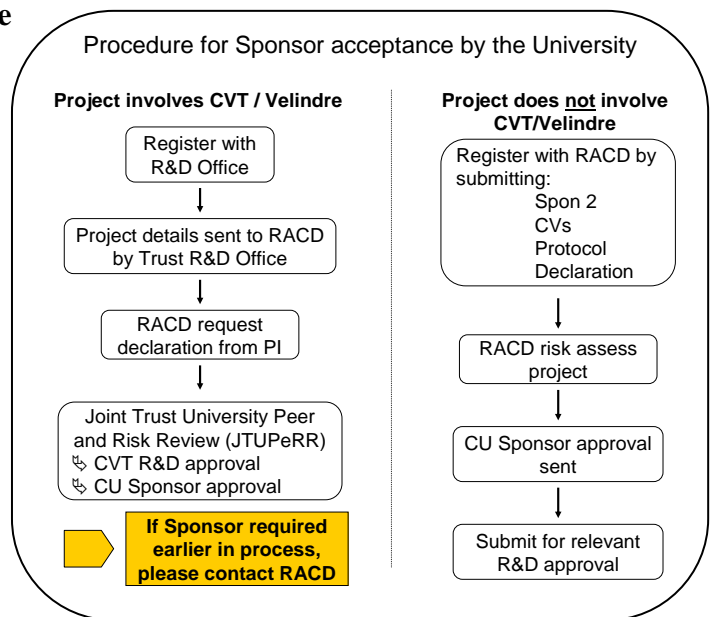 e
Procedure for Sponsor acceptance by the University
Project involves CVT / Velindre
Register with
R&D Office
Project details sent to RACD
by Trust R&D Office
RACD request
declaration from PI
Joint Trust University Peer
and Risk Review (JTUPeRR)
⮱ CVT R&D approval
⮱ CU Sponsor approval
If Sponsor required
earlier in process,
please contact RACD
Project does not involve
CVT/Velindre
Register with RACD by
submitting:
Spon 2
CVs
Protocol
Declaration
RACD risk assess
project
CU Sponsor approval
sent
Submit for relevant
R&D approval